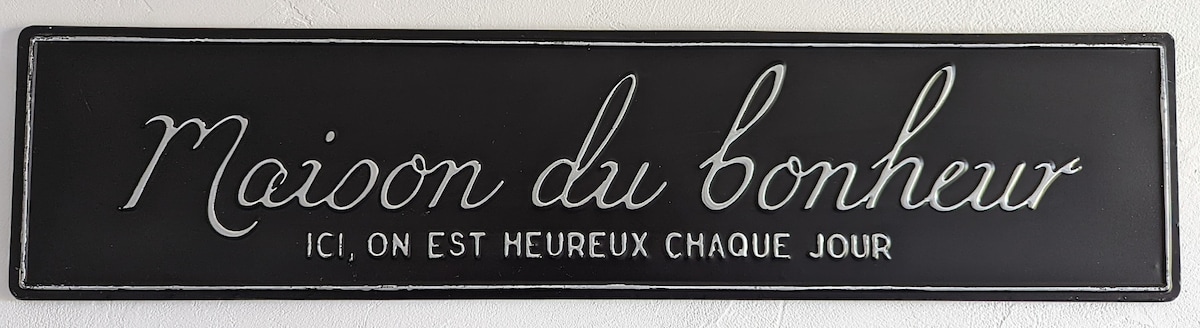 Maison du bonheur
ICI, ON EST HEUREUX CHAQUE JOUR